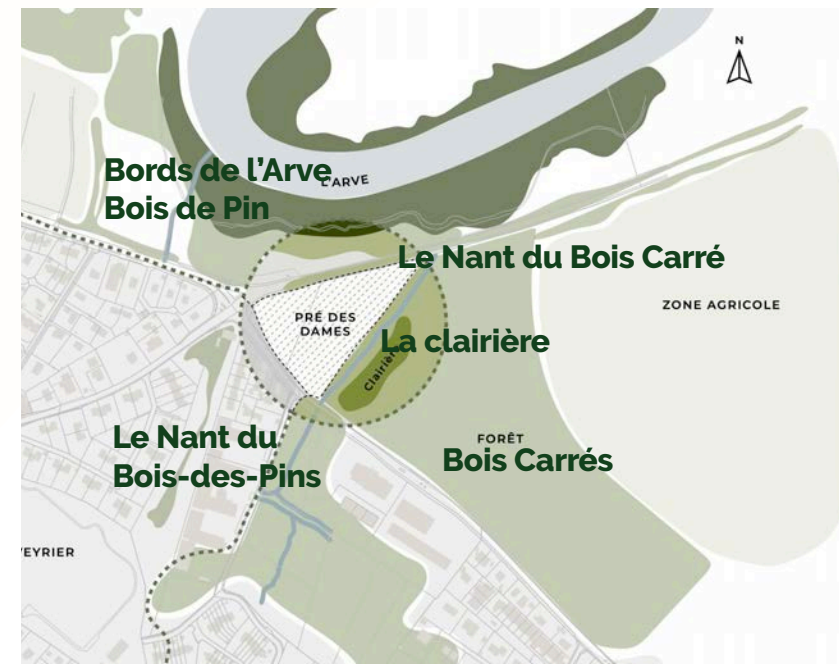 N
Bords de l'Arve
Bois de Pin
L'ARVE
Le Nant du Bois Carré
ZONE AGRICOLE
PRÉ DES
DAMES
La clairière
Clairière
Le Nant du
Bois-des-Pins
FORÊT
Bois Carrés
VEYRIER